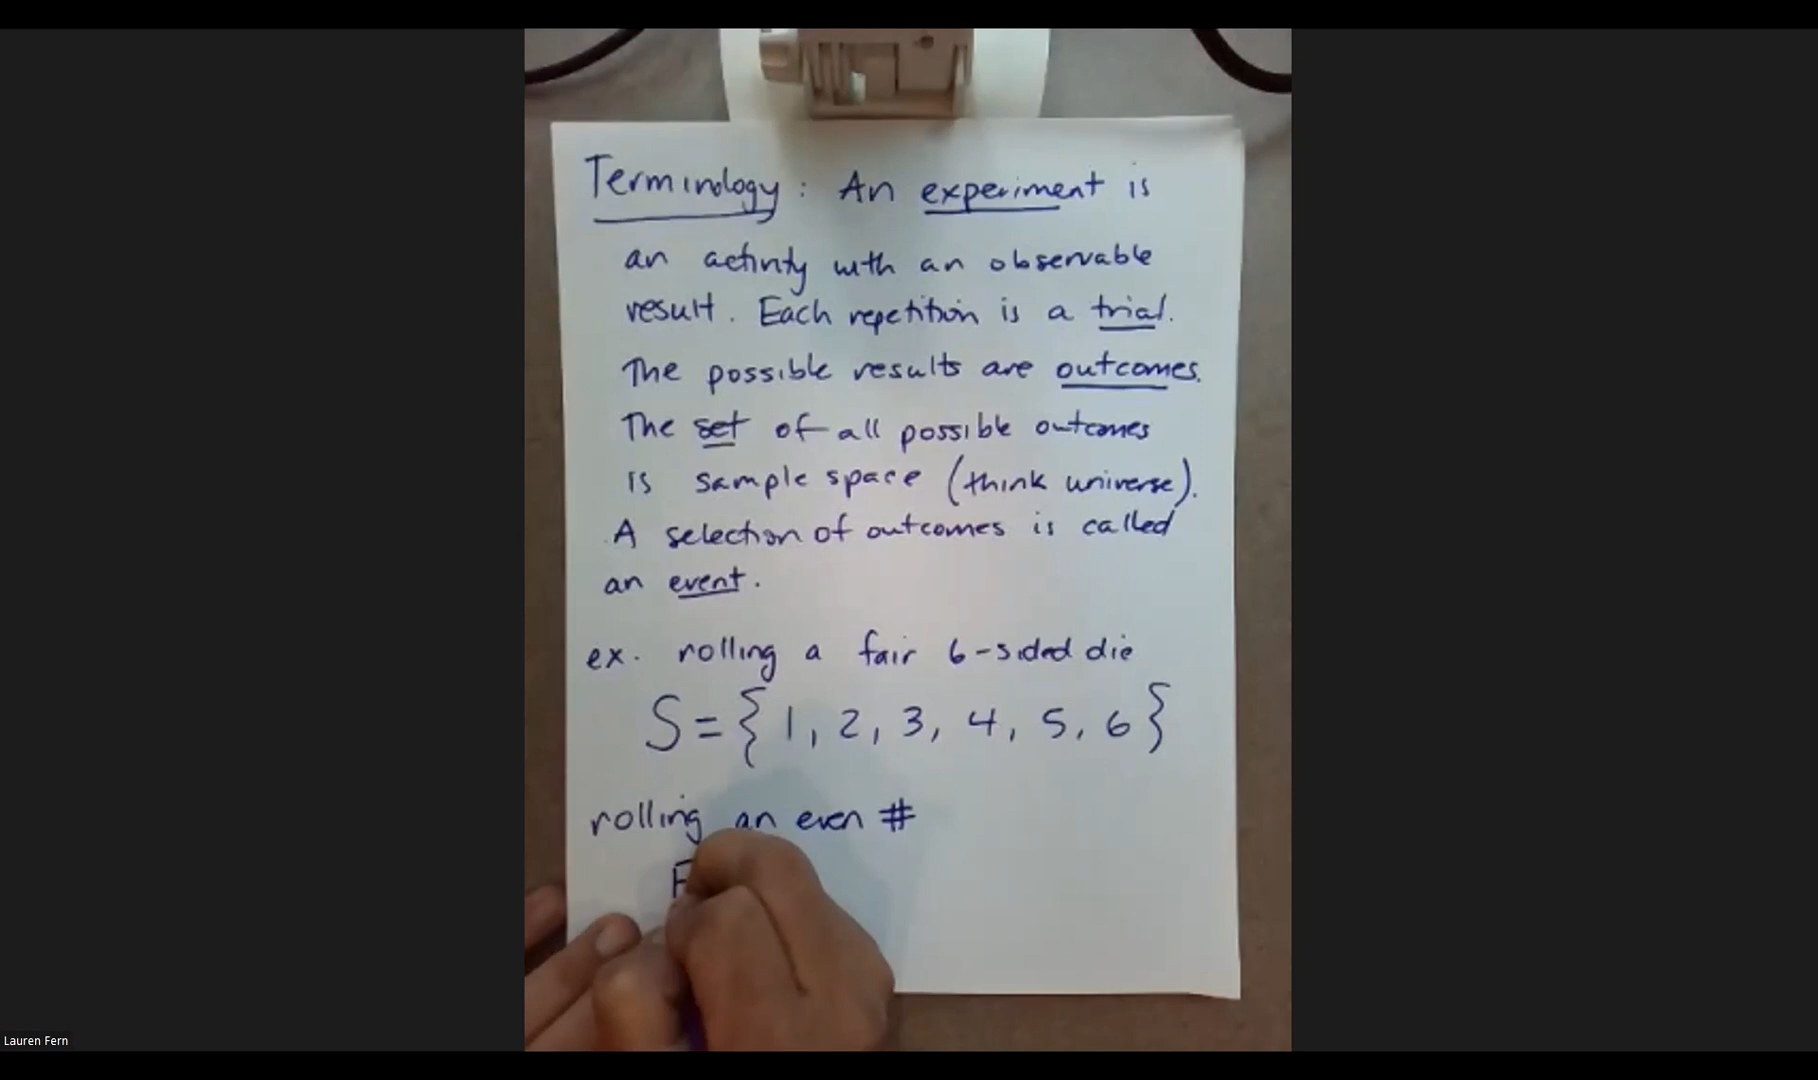 Terminology: An experiment is
an activity with an observable
result. Each repetition is a trial.
The possible results are outcomes.
The set of all possible outcomes
is sample space (think universe).
A selection of outcomes is called
an event.
ex. rolling a fair 6-sided die
S = { 1, 2, 3, 4, 5, 6 }
rolling an even #
Lauren Fern